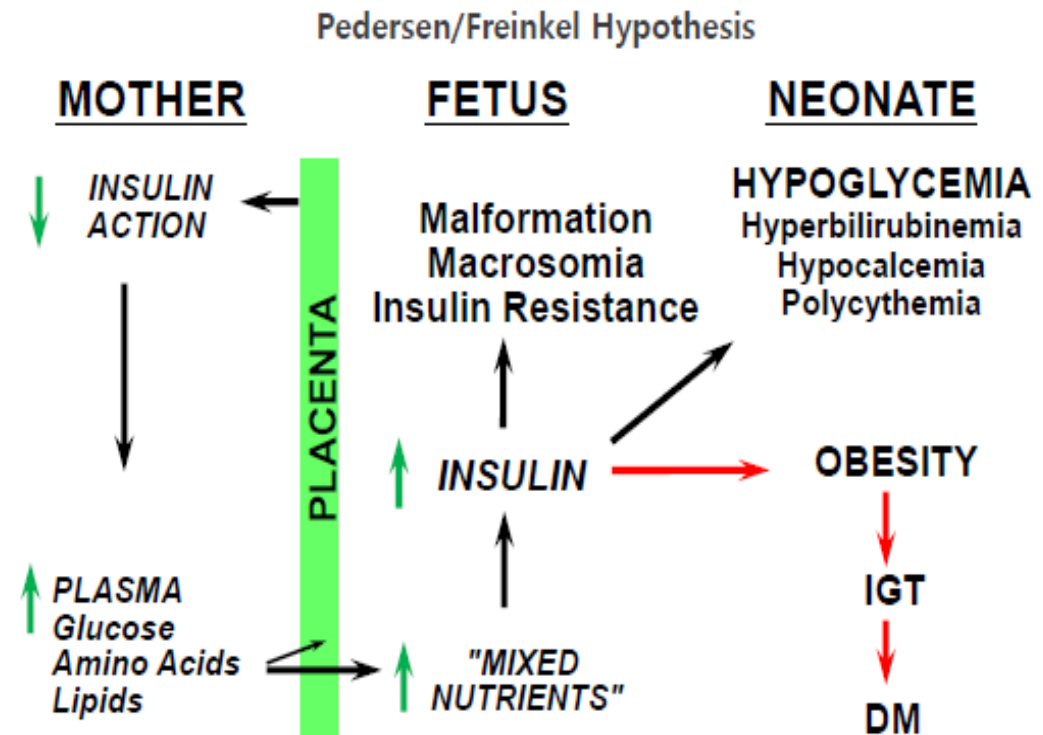 Pedersen/Freinkel Hypothesis
MOTHER
FETUS
NEONATE
INSULIN
ACTION
PLASMA
Glucose
Amino Acids
Lipids
PLACENTA
Malformation
Macrosomia
Insulin Resistance
INSULIN
"MIXED
NUTRIENTS"
HYPOGLYCEMIA
Hyperbilirubinemia
Hypocalcemia
Polycythemia
OBESITY
IGT
DM